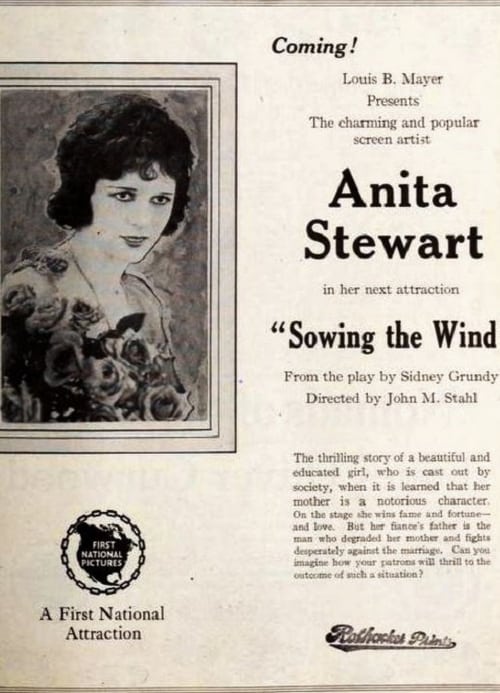 Coming!
Louis B. Mayer
Presents
The charming and popular
screen artist
Anita
Stewart
in her next attraction
"Sowing the Wind
From the play by Sidney Grundy
Directed by John M. Stahl
The thrilling story of a beautiful and
educated girl, who is cast out by
society, when it is learned that her
mother is a notorious character.
On the stage she wins fame and fortune—
and love. But her fiance's father is the
man who degraded her mother and fights
desperately against the marriage. Can you
imagine how your patrons will thrill to the
outcome of such a situation?
FIRST
NATIONAL
PICTURES
A First National
Attraction
Rothacker Prints